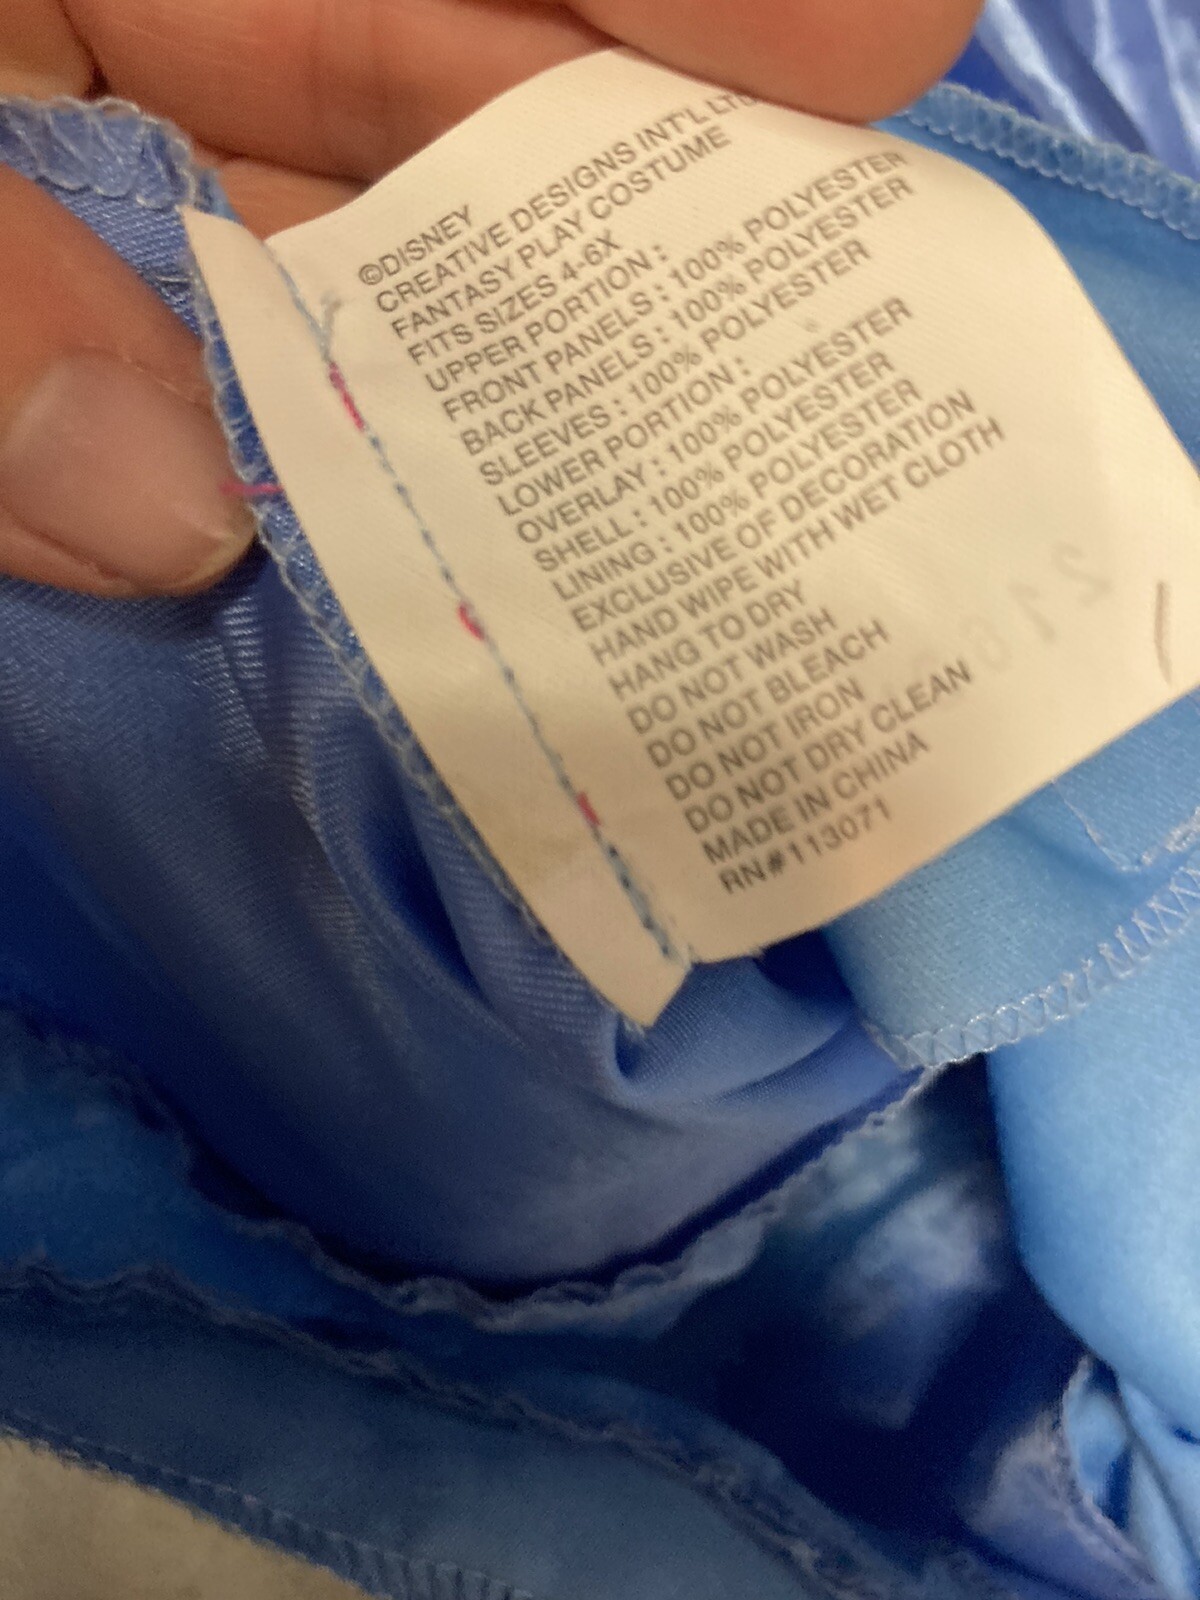 ©DISNEY
CREATIVE DESIGNS INT'L LTD
FANTASY PLAY COSTUME
FITS SIZES 4-6X
UPPER PORTION :
FRONT PANELS : 100% POLYESTER
BACK PANELS : 100% POLYESTER
SLEEVES : 100% POLYESTER
LOWER PORTION :
OVERLAY : 100% POLYESTER
SHELL : 100% POLYESTER
LINING : 100% POLYESTER
EXCLUSIVE OF DECORATION
HAND WIPE WITH WET CLOTH
HANG TO DRY
DO NOT WASH
DO NOT BLEACH
DO NOT IRON
DO NOT DRY CLEAN
MADE IN CHINA
RN#113071